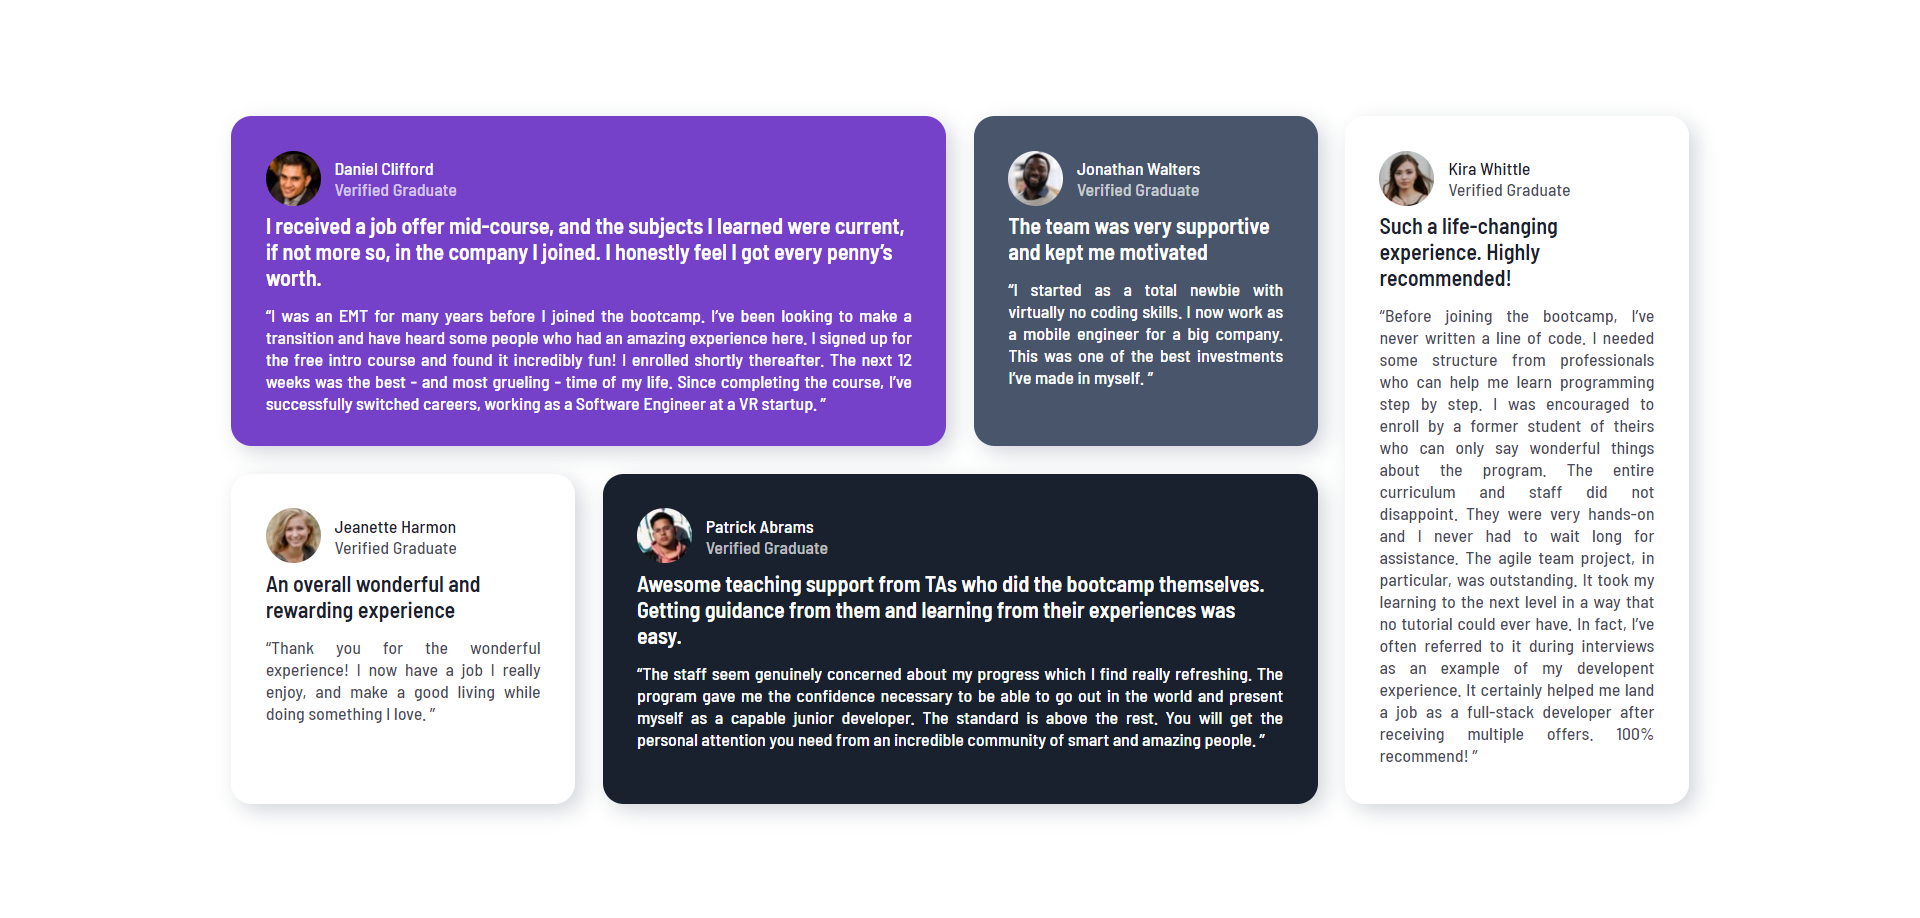 Daniel Clifford
Verified Graduate
I received a job offer mid-course, and the subjects I learned were current,
if not more so, in the company I joined. I honestly feel I got every penny’s
worth.
“I was an EMT for many years before I joined the bootcamp. I’ve been looking to make a
transition and have heard some people who had an amazing experience here. I signed up for
the free intro course and found it incredibly fun! I enrolled shortly thereafter. The next 12
weeks was the best - and most grueling - time of my life. Since completing the course, I’ve
successfully switched careers, working as a Software Engineer at a VR startup. ”
Jonathan Walters
Verified Graduate
The team was very supportive
and kept me motivated
“I started as a total newbie with
virtually no coding skills. I now work as
a mobile engineer for a big company.
This was one of the best investments
I’ve made in myself. ”
Kira Whittle
Verified Graduate
Such a life-changing
experience. Highly
recommended!
“Before joining the bootcamp, I’ve
never written a line of code. I needed
some structure from professionals
who can help me learn programming
step by step. I was encouraged to
enroll by a former student of theirs
who can only say wonderful things
about the program. The entire
curriculum and staff did not
disappoint. They were very hands-on
and I never had to wait long for
assistance. The agile team project, in
particular, was outstanding. It took my
learning to the next level in a way that
no tutorial could ever have. In fact, I’ve
often referred to it during interviews
as an example of my developent
experience. It certainly helped me land
a job as a full-stack developer after
receiving multiple offers. 100%
recommend! ”
Jeanette Harmon
Verified Graduate
An overall wonderful and
rewarding experience
“Thank you for the wonderful
experience! I now have a job I really
enjoy, and make a good living while
doing something I love. ”
Patrick Abrams
Verified Graduate
Awesome teaching support from TAs who did the bootcamp themselves.
Getting guidance from them and learning from their experiences was
easy.
“The staff seem genuinely concerned about my progress which I find really refreshing. The
program gave me the confidence necessary to be able to go out in the world and present
myself as a capable junior developer. The standard is above the rest. You will get the
personal attention you need from an incredible community of smart and amazing people. ”